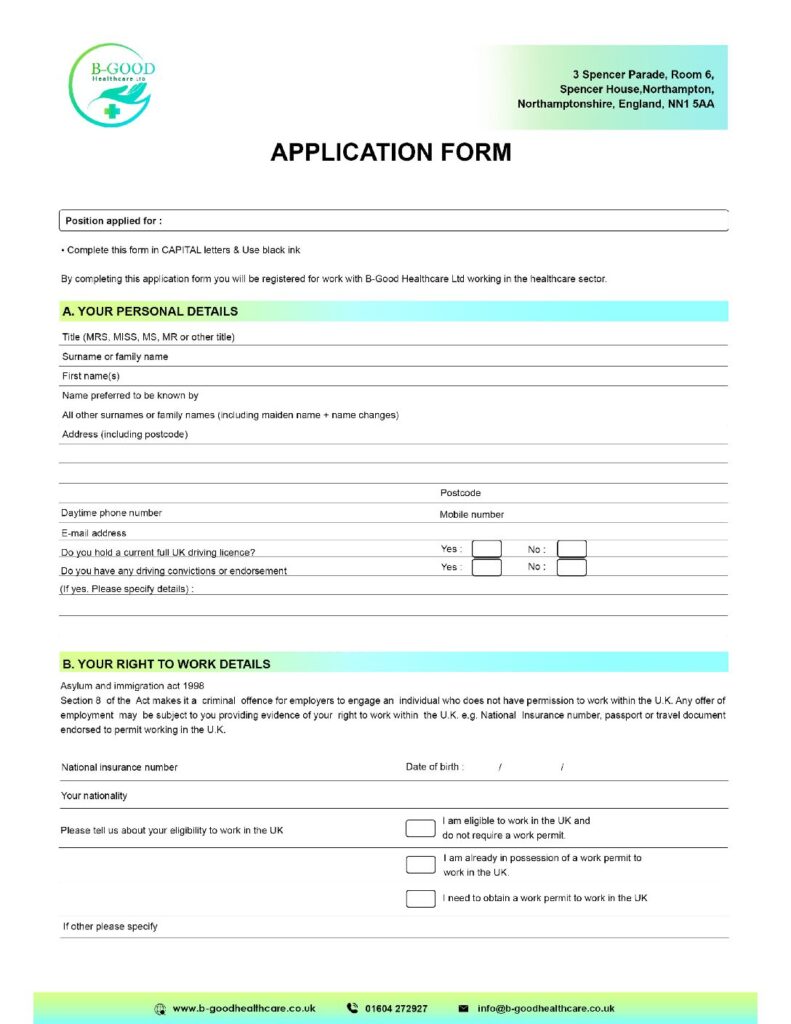 B-GOOD
Healthcare Ltd
3 Spencer Parade, Room 6,
Spencer House,Northampton,
Northamptonshire, England, NN1 5AA
APPLICATION FORM
Position applied for :
• Complete this form in CAPITAL letters & Use black ink
By completing this application form you will be registered for work with B-Good Healthcare Ltd working in the healthcare sector.
A. YOUR PERSONAL DETAILS
Title (MRS, MISS, MS, MR or other title)
Surname or family name
First name(s)
Name preferred to be known by
All other surnames or family names (including maiden name + name changes)
Address (including postcode)
Postcode
Daytime phone number Mobile number
E-mail address
Do you hold a current full UK driving licence? Yes : No :
Do you have any driving convictions or endorsement Yes : No :
(If yes. Please specify details) :
B. YOUR RIGHT TO WORK DETAILS
Asylum and immigration act 1998
Section 8 of the Act makes it a criminal offence for employers to engage an individual who does not have permission to work within the U.K. Any offer of
employment may be subject to you providing evidence of your right to work within the U.K. e.g. National Insurance number, passport or travel document
endorsed to permit working in the U.K.
National insurance number Date of birth : / /
Your nationality
Please tell us about your eligibility to work in the UK
I am eligible to work in the UK and
do not require a work permit.
I am already in possession of a work permit to
work in the UK.
I need to obtain a work permit to work in the UK
If other please specify
www.b-goodhealthcare.co.uk 01604 272927 info@b-goodhealthcare.co.uk